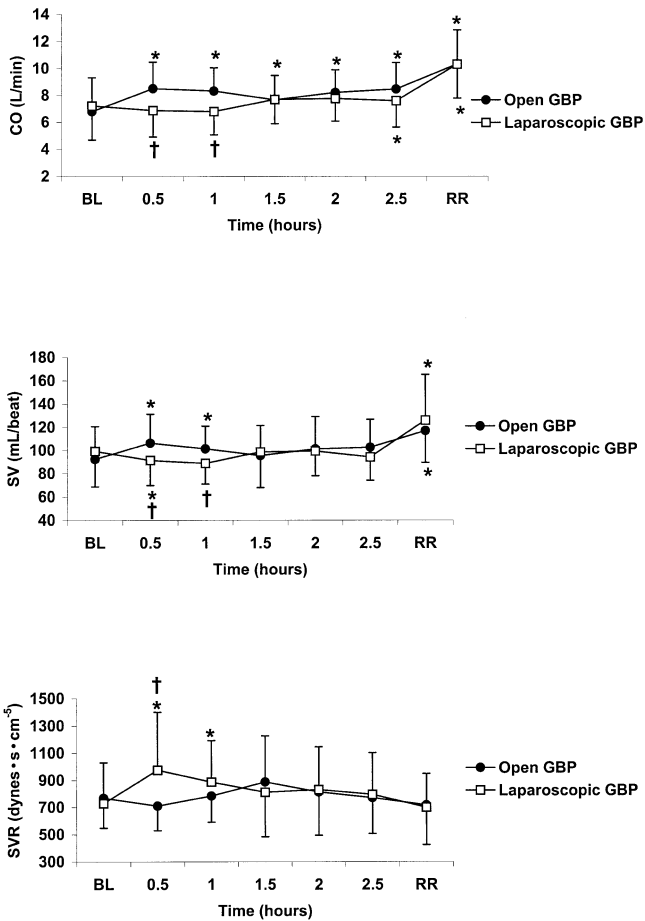 14
12
10
8
6
4
2
CO (L/min)
* * * * * *
† † * *
Open GBP
Laparoscopic GBP
BL 0.5 1 1.5 2 2.5 RR
Time (hours)
180
160
140
120
100
80
60
40
SV (mL/beat)
* * *
* *
† †
Open GBP
Laparoscopic GBP
BL 0.5 1 1.5 2 2.5 RR
Time (hours)
1500
1300
1100
900
700
500
300
SVR (dynes • s • cm-5)
†
* *
Open GBP
Laparoscopic GBP
BL 0.5 1 1.5 2 2.5 RR
Time (hours)